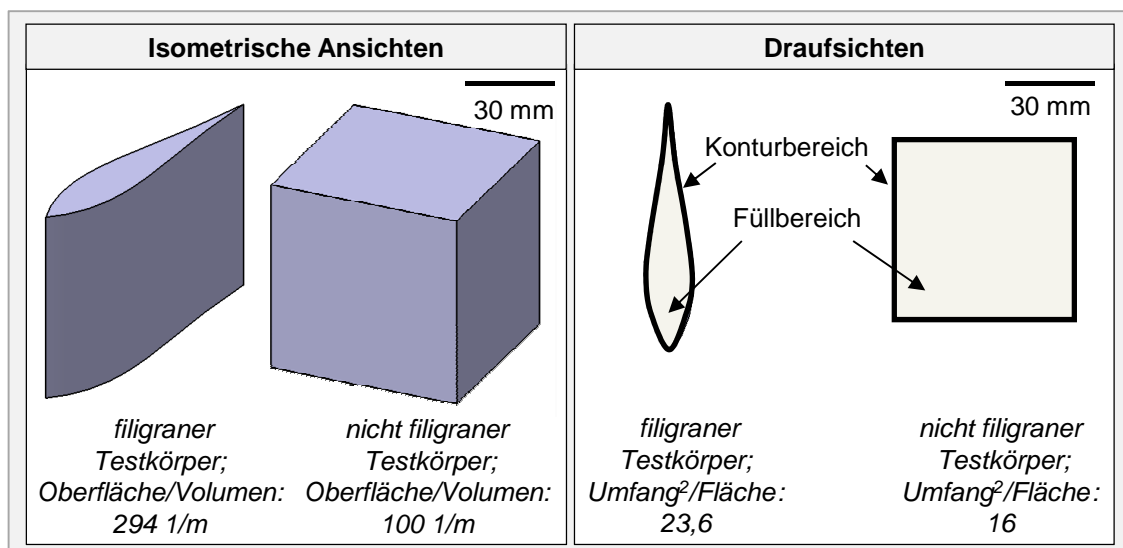 Isometrische Ansichten
30 mm
filigraner
Testkörper;
Oberfläche/Volumen:
294 1/m
nicht filigraner
Testkörper;
Oberfläche/Volumen:
100 1/m
Draufsichten
30 mm
Konturbereich
Füllbereich
filigraner
Testkörper;
Umfang²/Fläche:
23,6
nicht filigraner
Testkörper;
Umfang²/Fläche:
16